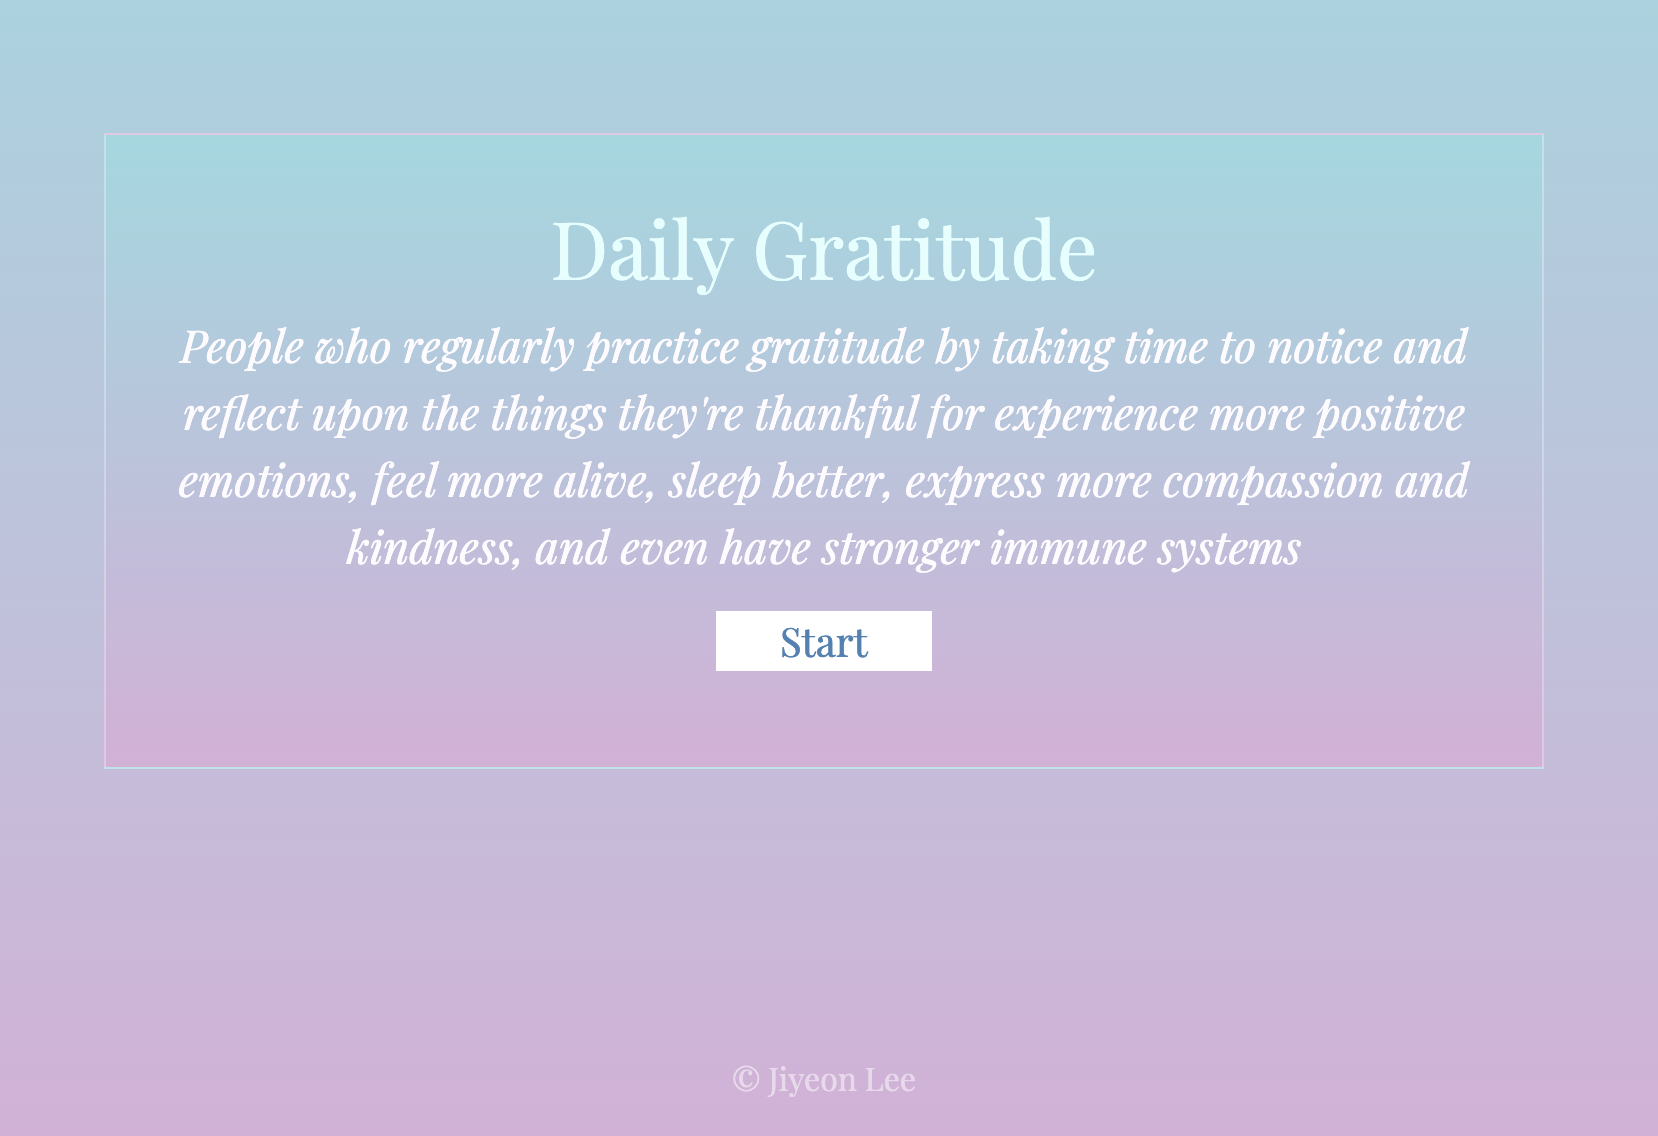 Daily Gratitude
People who regularly practice gratitude by taking time to notice and
reflect upon the things they're thankful for experience more positive
emotions, feel more alive, sleep better, express more compassion and
kindness, and even have stronger immune systems
Start
© Jiyeon Lee